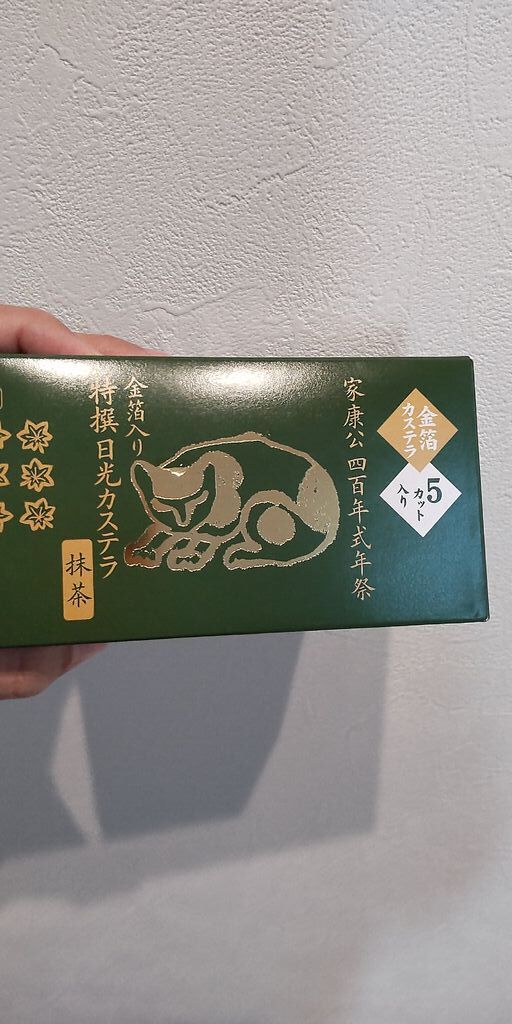 金箔
カステラ
5
カット
入り
家康公 四百年式年祭
金箔入り
特撰 日光カステラ
抹茶